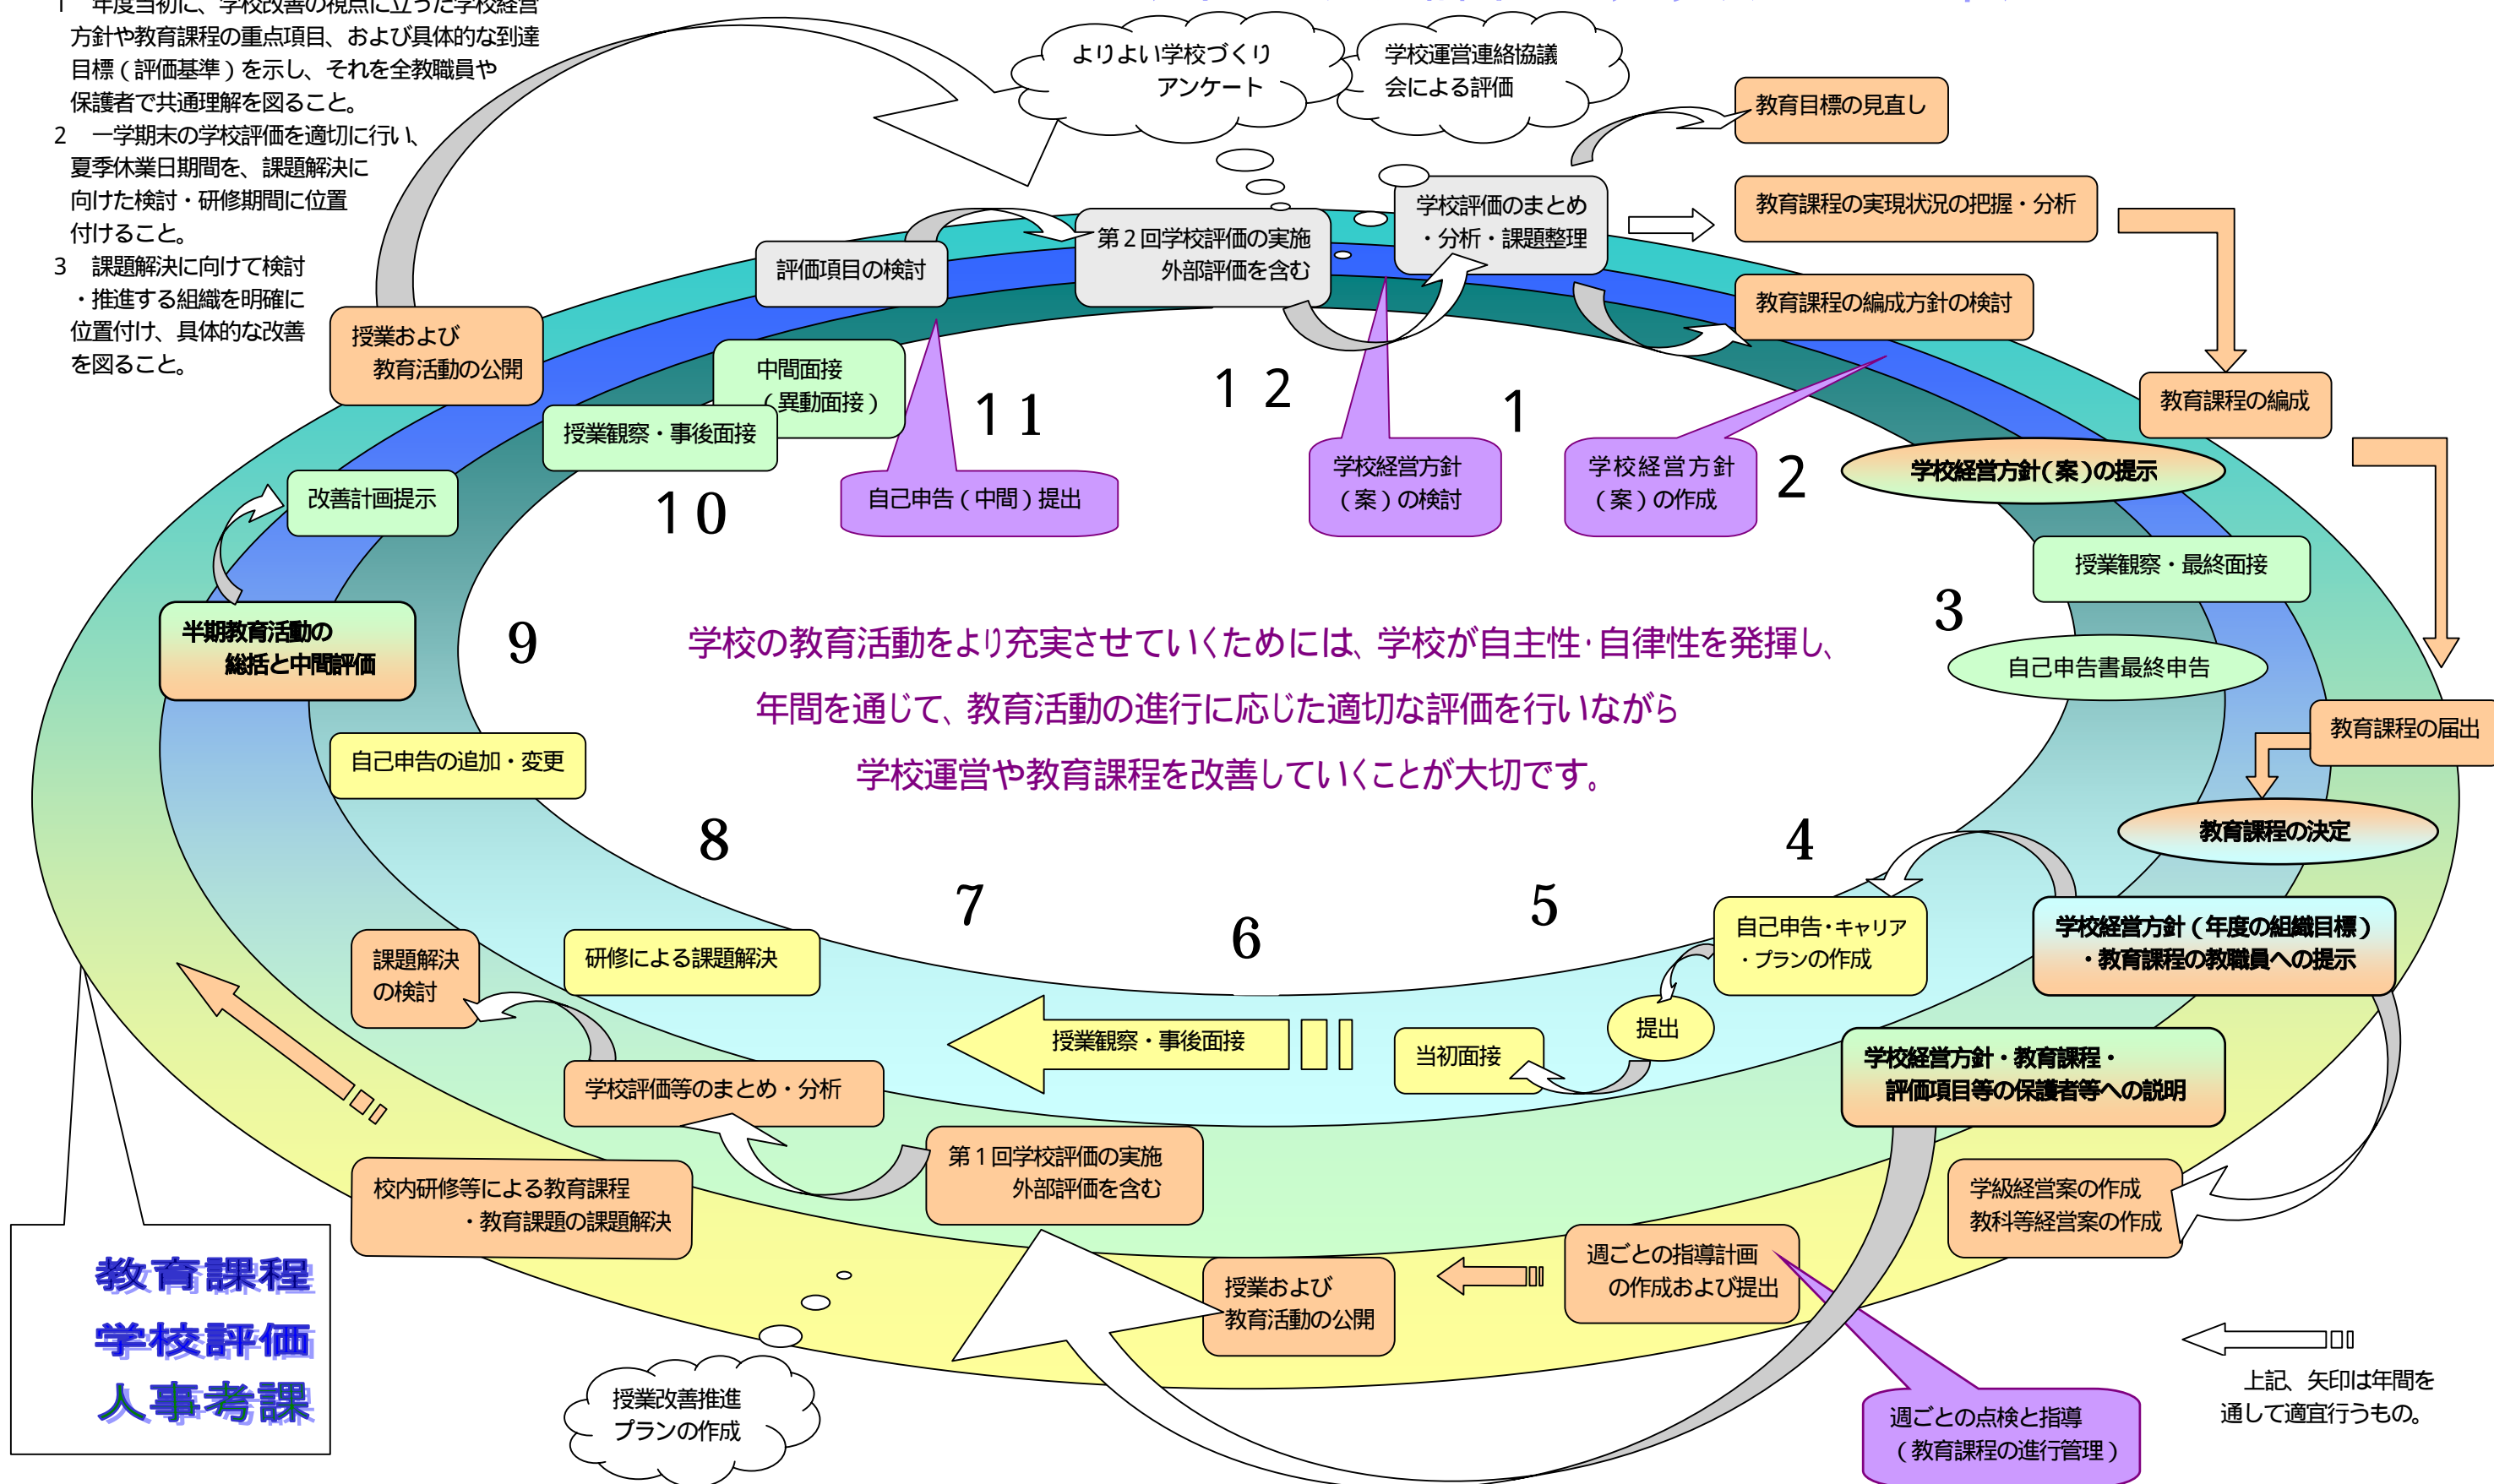 1　年度当初に、学校改善の視点に立った学校経営
方針や教育課程の重点項目、および具体的な到達
目標（評価基準）を示し、それを全教職員や
保護者で共通理解を図ること。
2　一学期末の学校評価を適切に行い、
夏季休業日期間を、課題解決に
向けた検討・研修期間に位置
付けること。
3　課題解決に向けて検討
・推進する組織を明確に
位置付け、具体的な改善
を図ること。
よりよい学校づくり
アンケート
学校運営連絡協議
会による評価
教育目標の見直し
教育課程の実現状況の把握・分析
学校評価のまとめ
・分析・課題整理
第2回学校評価の実施
外部評価を含む
評価項目の検討
教育課程の編成方針の検討
授業および
教育活動の公開
中間面接
（異動面接）
授業観察・事後面接
教育課程の編成
11
12
1
2
学校経営方針
（案）の検討
学校経営方針
（案）の作成
学校経営方針（案）の提示
自己申告（中間）提出
改善計画提示
10
授業観察・最終面接
3
9
半期教育活動の
総括と中間評価
学校の教育活動をより充実させていくためには、学校が自主性・自律性を発揮し、
年間を通じて、教育活動の進行に応じた適切な評価を行いながら
学校運営や教育課程を改善していくことが大切です。
自己申告書最終申告
教育課程の届出
自己申告の追加・変更
教育課程の決定
8
7
6
5
4
自己申告・キャリア
・プランの作成
学校経営方針（年度の組織目標）
・教育課程の教職員への提示
課題解決
の検討
研修による課題解決
授業観察・事後面接
当初面接
提出
学校経営方針・教育課程・
評価項目等の保護者等への説明
学校評価等のまとめ・分析
第1回学校評価の実施
外部評価を含む
校内研修等による教育課程
・教育課題の課題解決
学級経営案の作成
教科等経営案の作成
週ごとの指導計画
の作成および提出
授業および
教育活動の公開
教育課程
学校評価
人事考課
授業改善推進
プランの作成
週ごとの点検と指導
（教育課程の進行管理）
上記、矢印は年間を
通して適宜行うもの。